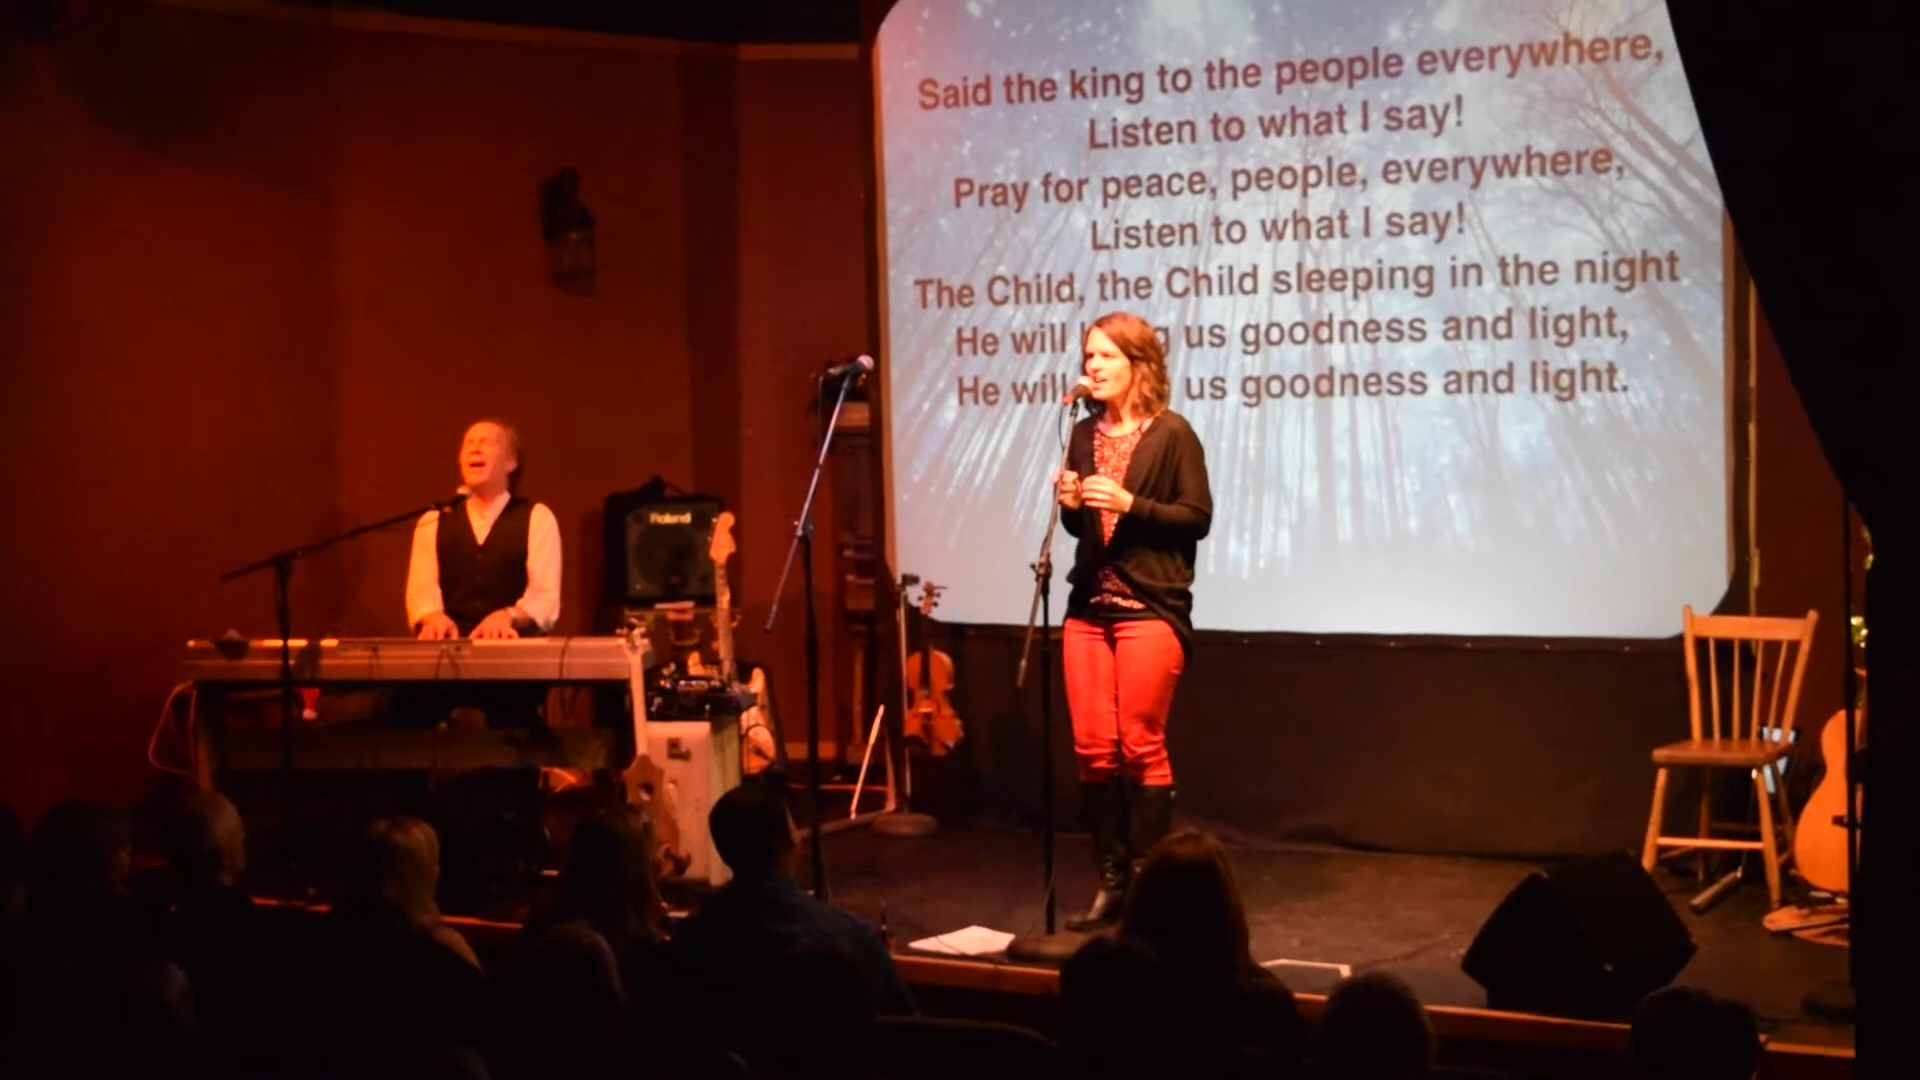 Said the king to the people everywhere,
Listen to what I say!
Pray for peace, people, everywhere,
Listen to what I say!
The Child, the Child sleeping in the night
He will us goodness and light,
He will us goodness and light.
Roland